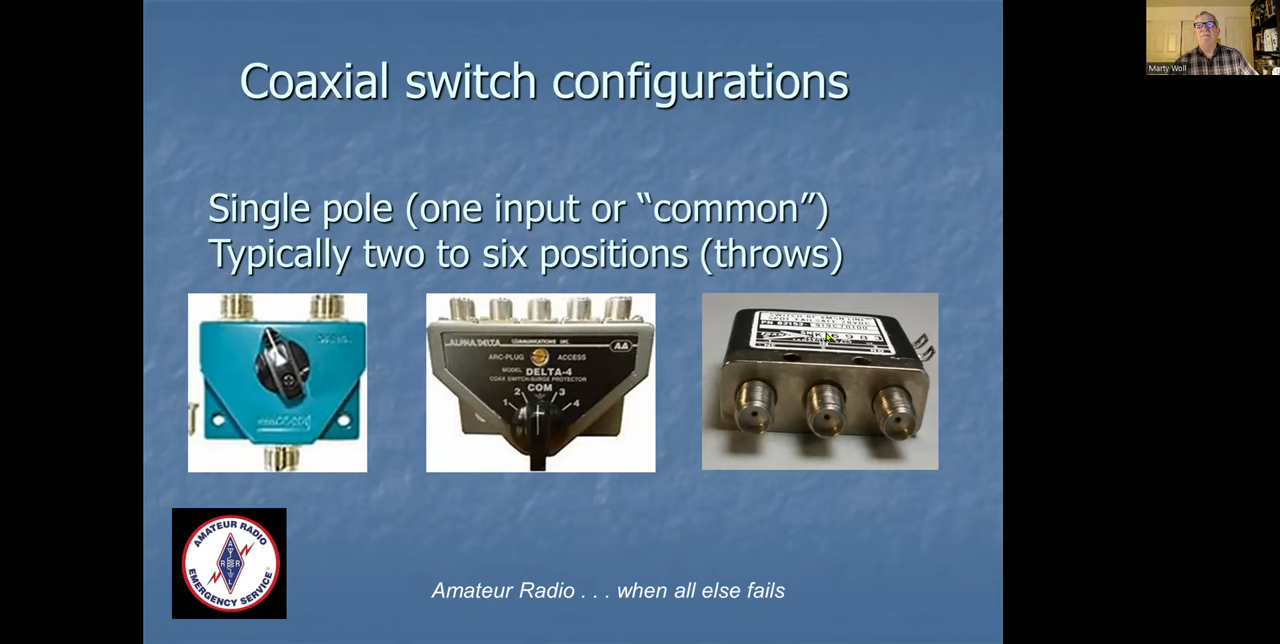 Coaxial switch configurations
Marty Woll
Single pole (one input or “common”)
Typically two to six positions (throws)
ALPHA DELTA COMMUNICATIONS INC.
ARC-PLUG ACCESS
MODEL DELTA-4
COAX SWITCH-SURGE PROTECTOR
COM
1 2 3 4
AMATEUR RADIO
A
R R
L
EMERGENCY SERVICE
Amateur Radio . . . when all else fails